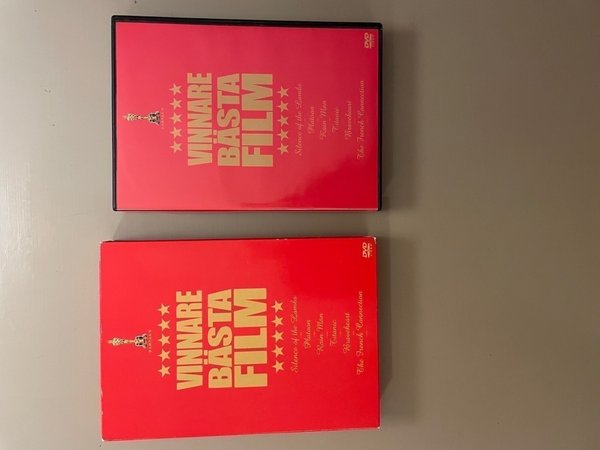 VINNARE
BÄSTA
FILM
Silence of the Lambs
Platoon
Rain Man
Titanic
Braveheart
The French Connection
DVD
VINNARE
BÄSTA
FILM
Silence of the Lambs
Platoon
Rain Man
Titanic
Braveheart
The French Connection
DVD